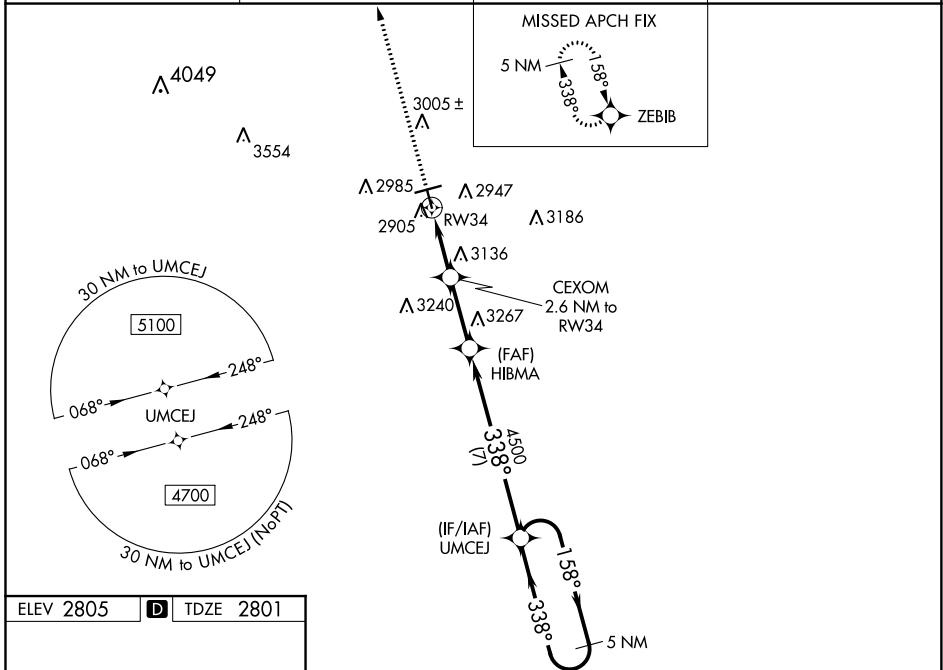 MISSED APCH FIX
5 NM
158°
338°
ZEBIB
4049
3554
3005 ±
2985
2947
2905
RW34
3186
3136
CEXOM
2.6 NM to
RW34
3240
3267
(FAF)
HIBMA
30 NM to UMCEJ
5100
248°
068°
UMCEJ
248°
068°
4700
30 NM to UMCEJ (NoPT)
4500
338°
(7)
(IF/IAF)
UMCEJ
158°
338°
5 NM
ELEV 2805 D TDZE 2801